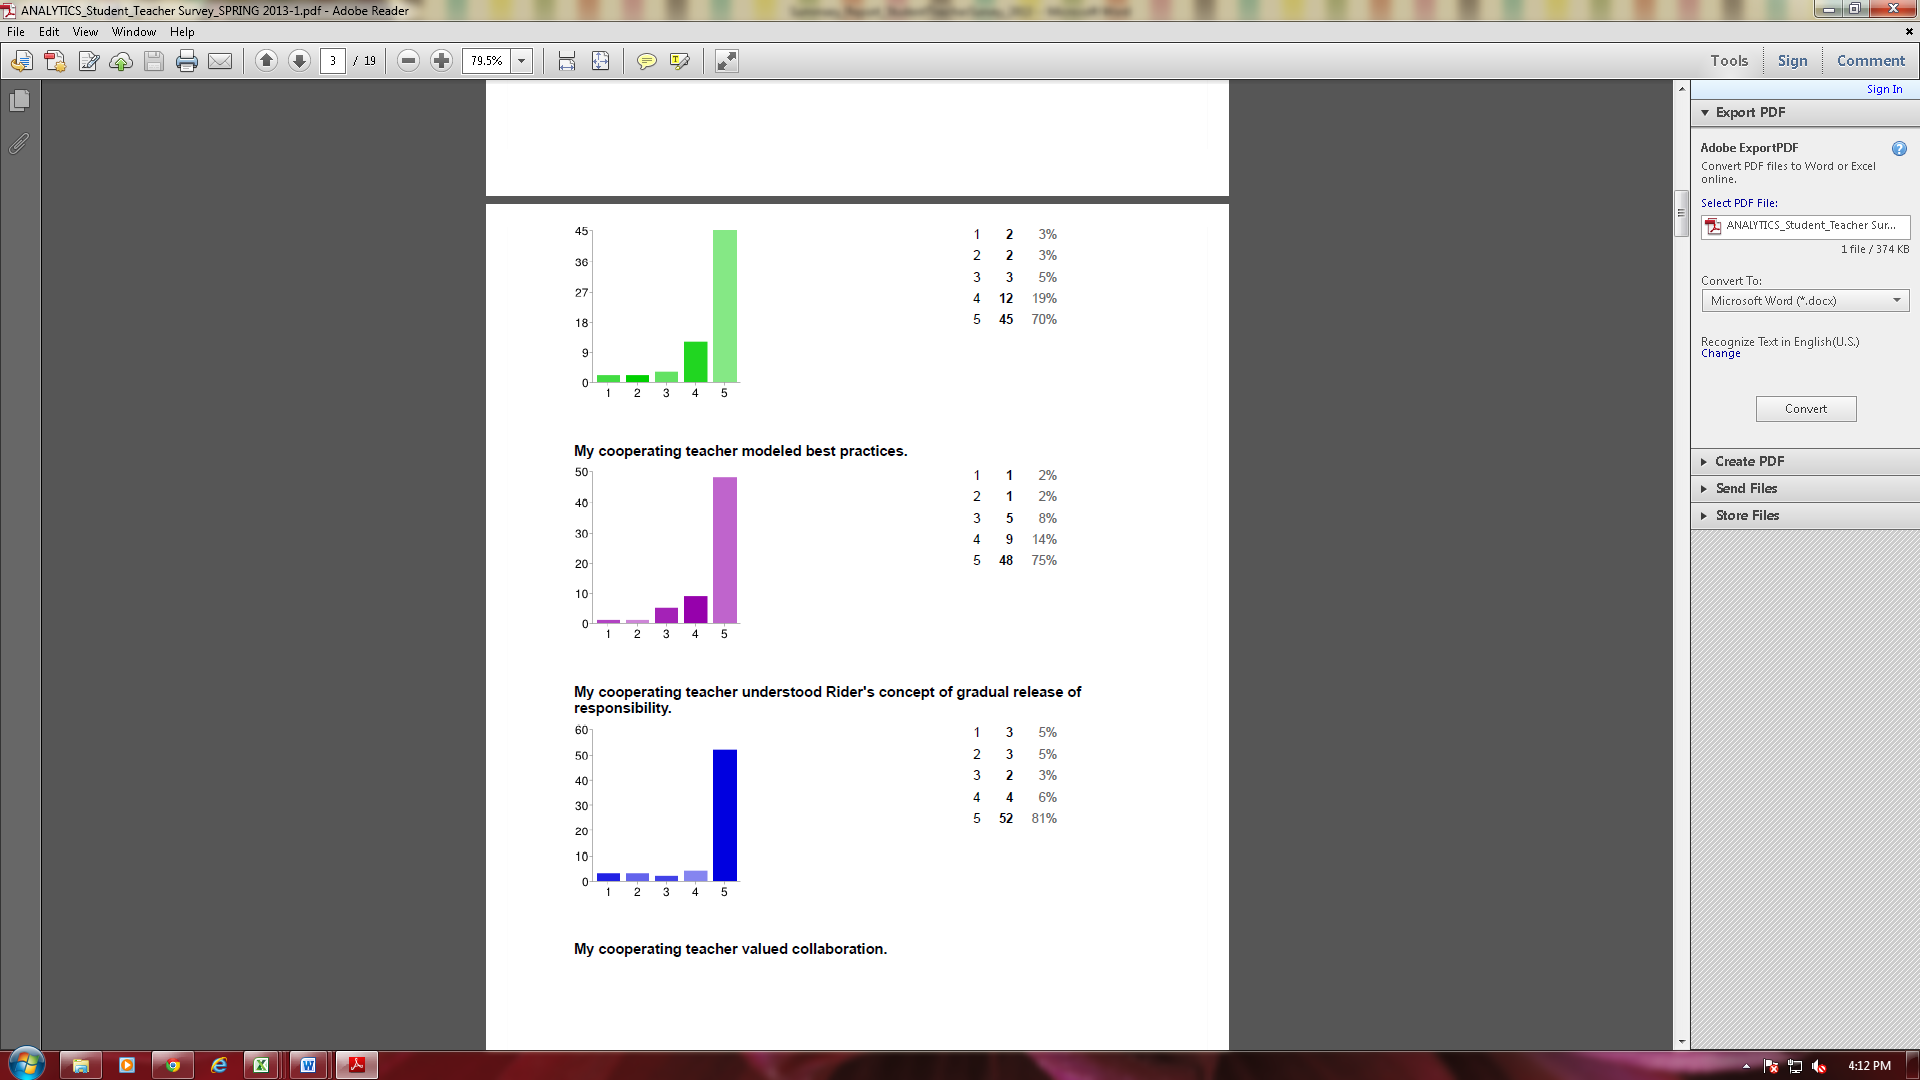 ANALYTICS_Student_Teacher Survey_SPRING 2013-1.pdf - Adobe Reader
File Edit View Window Help
3 / 19 79.5% Tools Sign Comment
Sign In
Export PDF
Adobe ExportPDF
Convert PDF files to Word or Excel
online.
Select PDF File:
ANALYTICS_Student_Teacher Sur...
1 file / 374 KB
Convert To:
Microsoft Word (*.docx)
Recognize Text in English(U.S.)
Change
Convert
Create PDF
Send Files
Store Files
45
36
27
18
9
0
1 2 3 4 5
1 2 3%
2 2 3%
3 3 5%
4 12 19%
5 45 70%
My cooperating teacher modeled best practices.
50
40
30
20
10
0
1 2 3 4 5
1 1 2%
2 1 2%
3 5 8%
4 9 14%
5 48 75%
My cooperating teacher understood Rider's concept of gradual release of
responsibility.
60
50
40
30
20
10
0
1 2 3 4 5
1 3 5%
2 3 5%
3 2 3%
4 4 6%
5 52 81%
My cooperating teacher valued collaboration.
4:12 PM